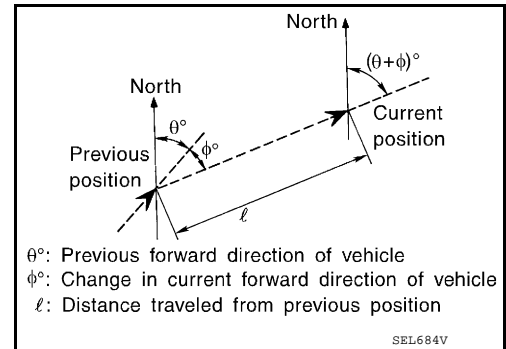 North
(θ+ϕ)°
North
θ°
ϕ°
Current
position
Previous
position
ℓ
θ°: Previous forward direction of vehicle
ϕ°: Change in current forward direction of vehicle
ℓ: Distance traveled from previous position
SEL684V